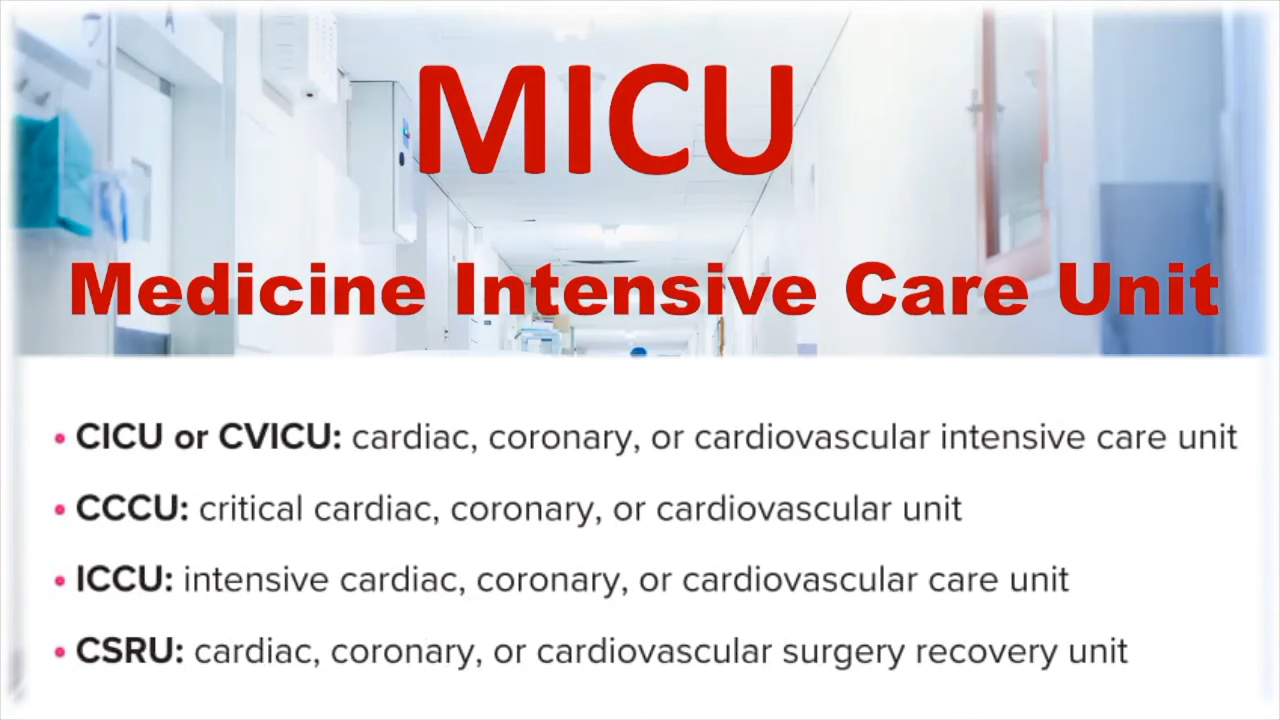 MICU
Medicine Intensive Care Unit
• CICU or CVICU: cardiac, coronary, or cardiovascular intensive care unit
• CCCU: critical cardiac, coronary, or cardiovascular unit
• ICCU: intensive cardiac, coronary, or cardiovascular care unit
• CSRU: cardiac, coronary, or cardiovascular surgery recovery unit